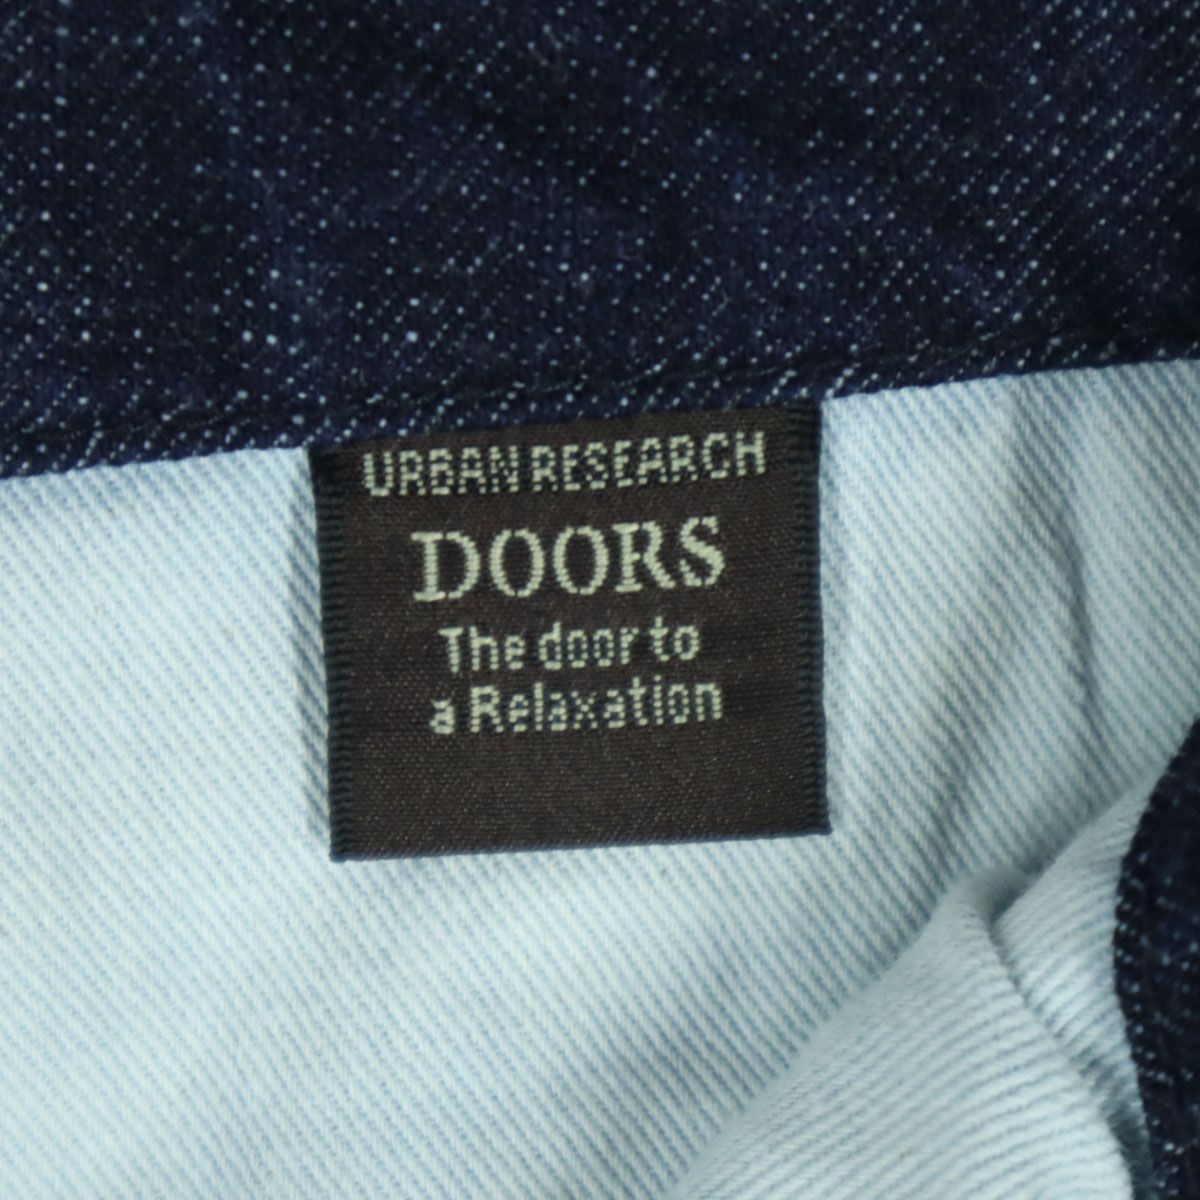 URBAN RESEARCH
DOORS
The door to
a Relaxation